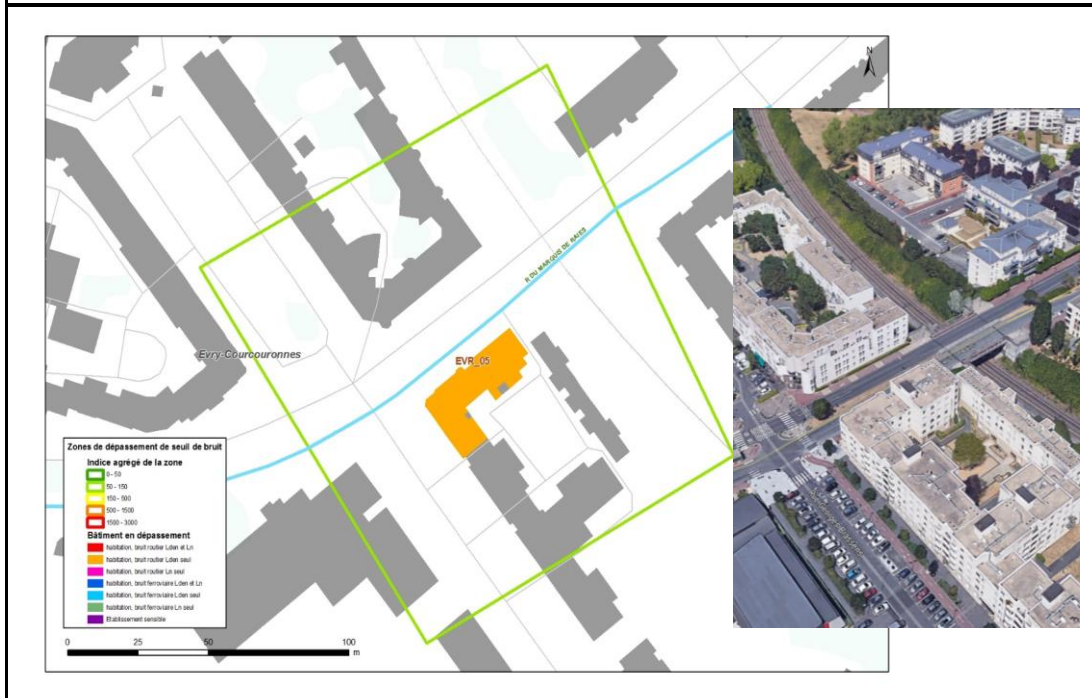 N
R DU MARQUIS DE RAIES
Evry-Courcouronnes
EVR_05
Zones de dépassement de seuil de bruit
Indice agrégé de la zone
0 - 50
50 - 150
150 - 500
500 - 1500
1500 - 3000
Bâtiment en dépassement
habitation, bruit routier Lden et Ln
habitation, bruit routier Lden seul
habitation, bruit routier Ln seul
habitation, bruit ferroviaire Lden et Ln
habitation, bruit ferroviaire Lden seul
habitation, bruit ferroviaire Ln seul
Etablissement sensible
0 25 50 100
m